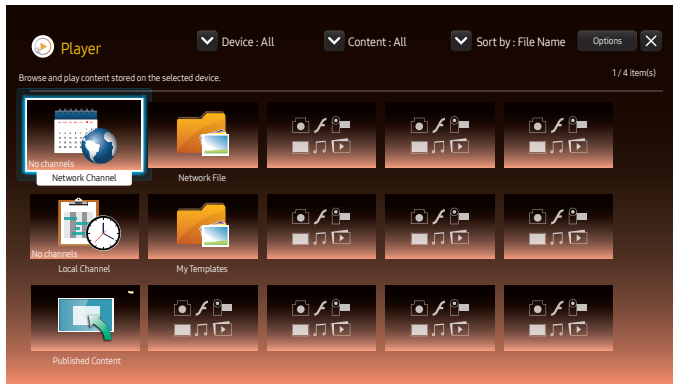 Player
Device : All
Content : All
Sort by : File Name
Options
Browse and play content stored on the selected device.
1 / 4 item(s)
No channels
Network Channel
Network File
No channels
Local Channel
My Templates
Published Content